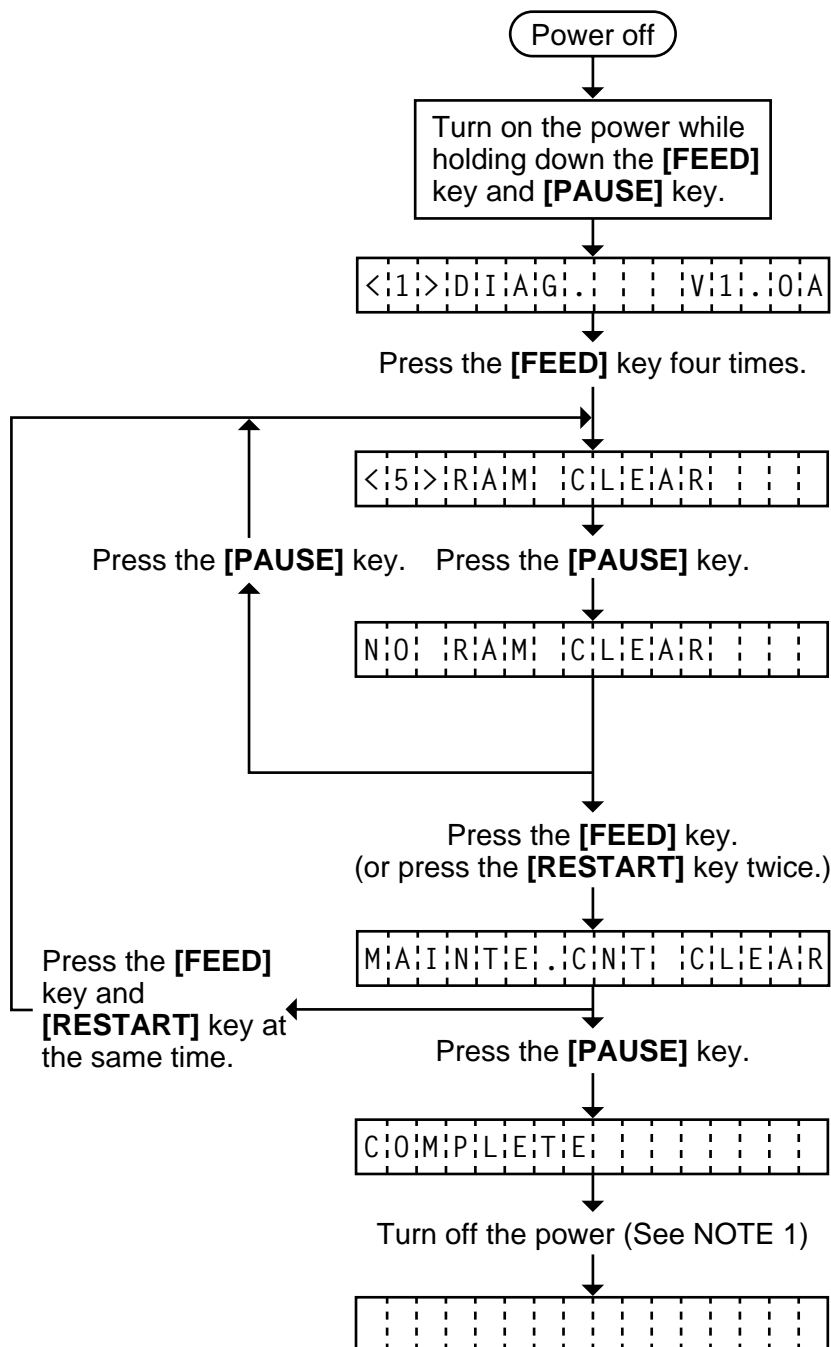 Power off
Turn on the power while
holding down the [FEED]
key and [PAUSE] key.
<1>DIAG.   V1.0A
Press the [FEED] key four times.
<5>RAM CLEAR
Press the [PAUSE] key.
Press the [PAUSE] key.
NO RAM CLEAR
Press the [FEED] key.
(or press the [RESTART] key twice.)
MAINTE.CNT CLEAR
Press the [FEED]
key and
[RESTART] key at
the same time.
Press the [PAUSE] key.
COMPLETE
Turn off the power (See NOTE 1)